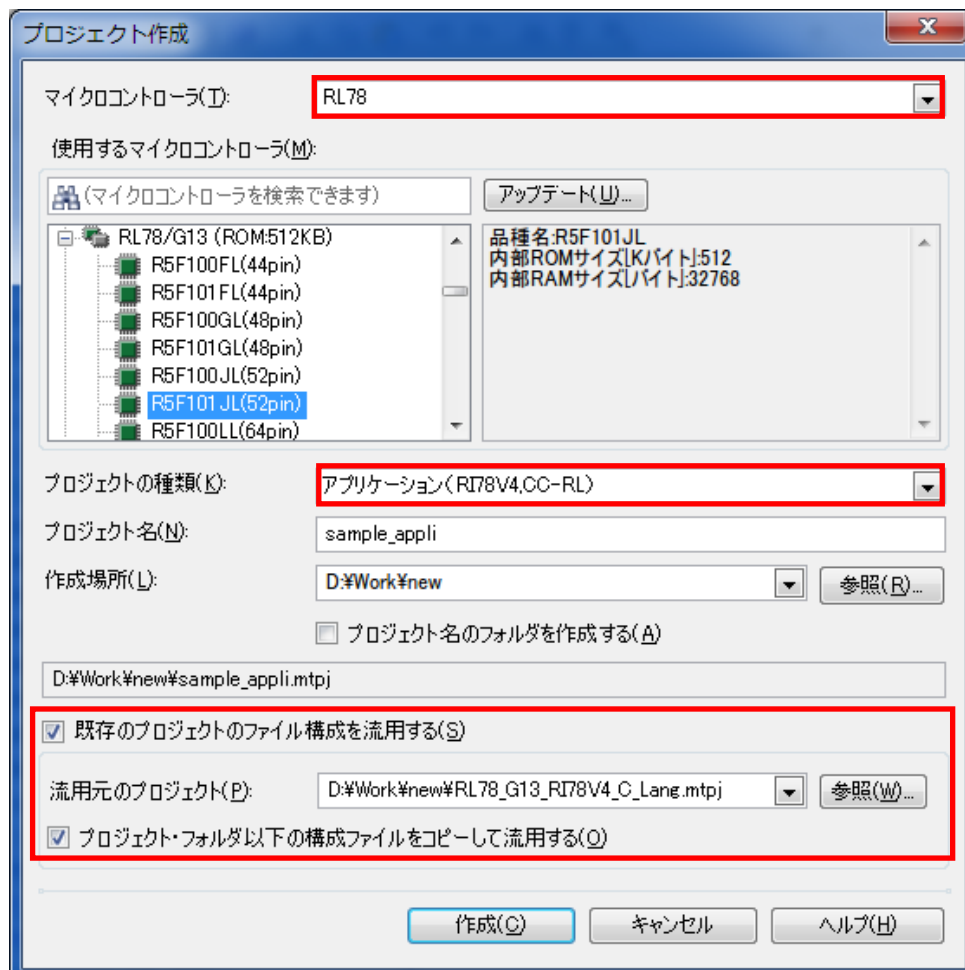 プロジェクト作成
マイクロコントローラ(T):
RL78
使用するマイクロコントローラ(M):
(マイクロコントローラを検索できます)
アップデート(U)...
RL78/G13 (ROM:512KB)
R5F100FL(44pin)
R5F101FL(44pin)
R5F100GL(48pin)
R5F101GL(48pin)
R5F100JL(52pin)
R5F101JL(52pin)
R5F100LL(64pin)
品種名:R5F101JL
内部ROMサイズ[Kバイト]:512
内部RAMサイズ[バイト]:32768
プロジェクトの種類(K):
アプリケーション(RI78V4,CC-RL)
プロジェクト名(N):
sample_appli
作成場所(L):
D:¥Work¥new
参照(R)...
プロジェクト名のフォルダを作成する(A)
D:¥Work¥new¥sample_appli.mtpj
既存のプロジェクトのファイル構成を流用する(S)
流用元のプロジェクト(P):
D:¥Work¥new¥RL78_G13_RI78V4_C_Lang.mtpj
参照(W)...
プロジェクト・フォルダ以下の構成ファイルをコピーして流用する(O)
作成(C)
キャンセル
ヘルプ(H)